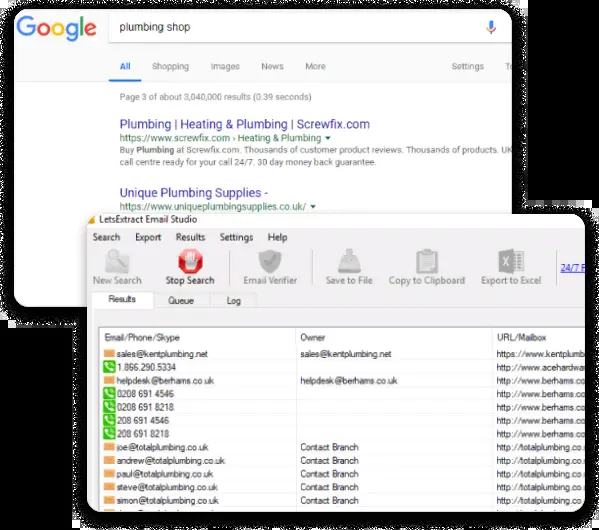 Google
plumbing shop
All Shopping Images News More Settings
Page 3 of about 3,040,000 results (0.39 seconds)
Plumbing | Heating & Plumbing | Screwfix.com
https://www.screwfix.com › Heating & Plumbing
Buy Plumbing at Screwfix.com. Thousands of customer product reviews. Thousands of products. UK
call centre ready for your call 24/7. 30 day money back guarantee.
Unique Plumbing Supplies -
https://www.uniqueplumbingsupplies.co.uk/
LetsExtract Email Studio
Search Export Results Settings Help
New Search Stop Search Email Verifier Save to File Copy to Clipboard Export to Excel 24/7
Results Queue Log
Email/Phone/Skype Owner URL/Mailbox
sales@kentplumbing.net sales@kentplumbing.net https://www.kentplumb
1.866.290.5334 http://www.acehardwar
helpdesk@berhams.co.uk helpdesk@berhams.co.uk http://www.berhams.co
0208 691 4546 http://www.berhams.co
0208 691 8218 http://www.berhams.co
208 691 4546 http://www.berhams.co
208 691 8218 http://www.berhams.co
joe@totalplumbing.co.uk Contact Branch http://totalplumbing.co
andrew@totalplumbing.co.uk Contact Branch http://totalplumbing.co
paul@totalplumbing.co.uk Contact Branch http://totalplumbing.co
steve@totalplumbing.co.uk Contact Branch http://totalplumbing.co.
simon@totalplumbing.co.uk Contact Branch http://totalplumbing.co